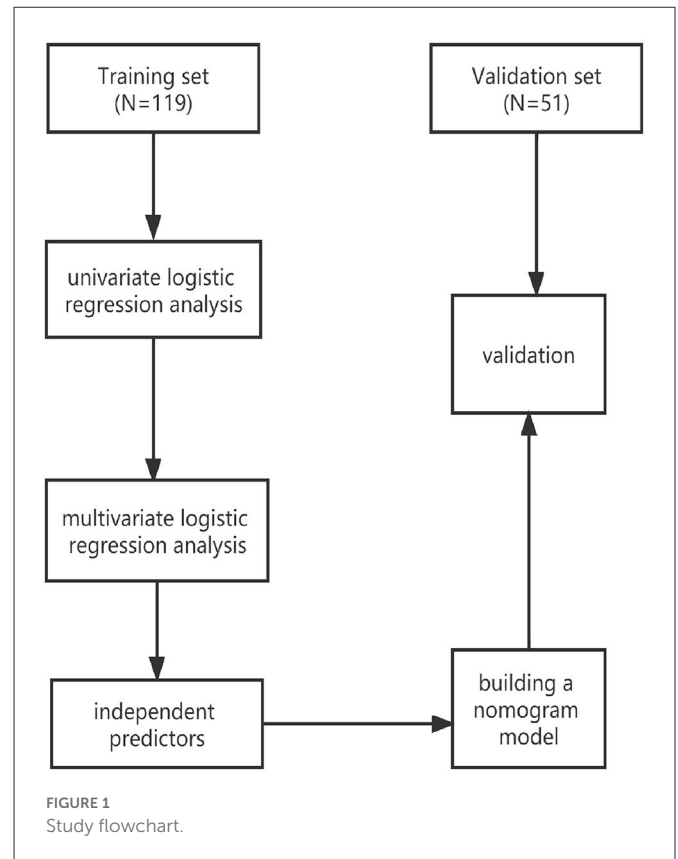 Training set
(N=119)
univariate logistic
regression analysis
multivariate logistic
regression analysis
independent
predictors
Validation set
(N=51)
validation
building a
nomogram
model
FIGURE 1
Study flowchart.